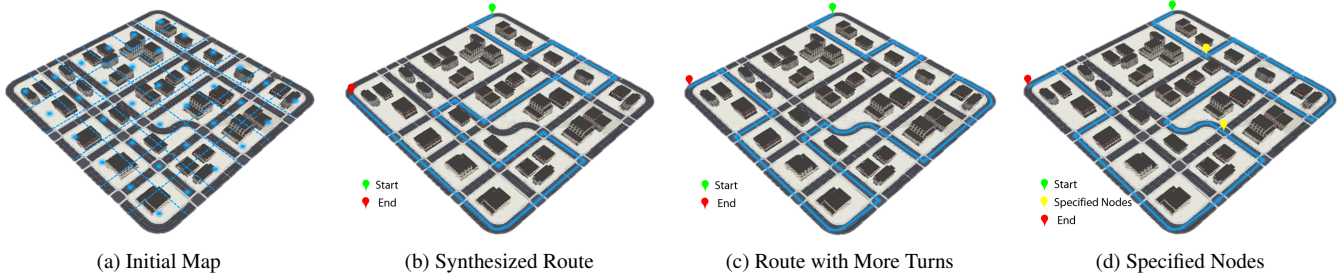 Start
End
Start
End
Start
Specified Nodes
End
(a) Initial Map
(b) Synthesized Route
(c) Route with More Turns
(d) Specified Nodes